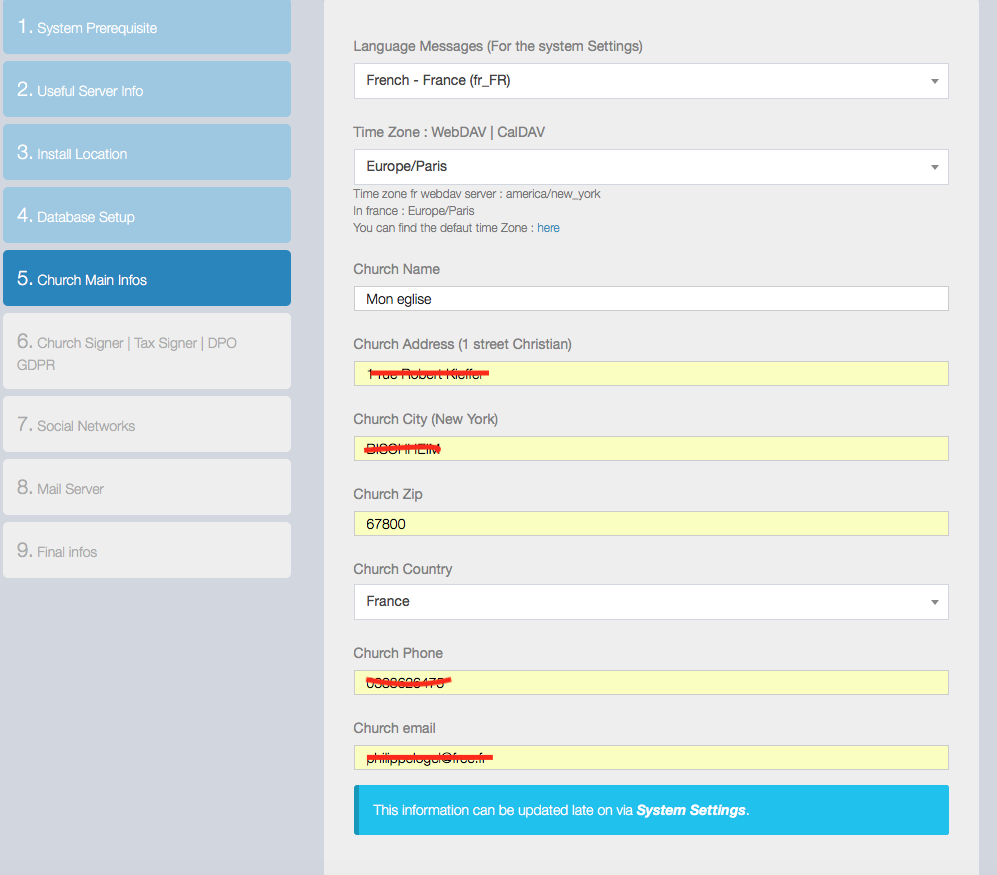 1. System Prerequisite
2. Useful Server Info
3. Install Location
4. Database Setup
5. Church Main Infos
6. Church Signer | Tax Signer | DPO
GDPR
7. Social Networks
8. Mail Server
9. Final infos
Language Messages (For the system Settings)
French - France (fr_FR)
Time Zone : WebDAV | CalDAV
Europe/Paris
Time zone fr webdav server : america/new_york
In france : Europe/Paris
You can find the defaut time Zone : here
Church Name
Mon eglise
Church Address (1 street Christian)
Church City (New York)
Church Zip
67800
Church Country
France
Church Phone
Church email
This information can be updated late on via System Settings.